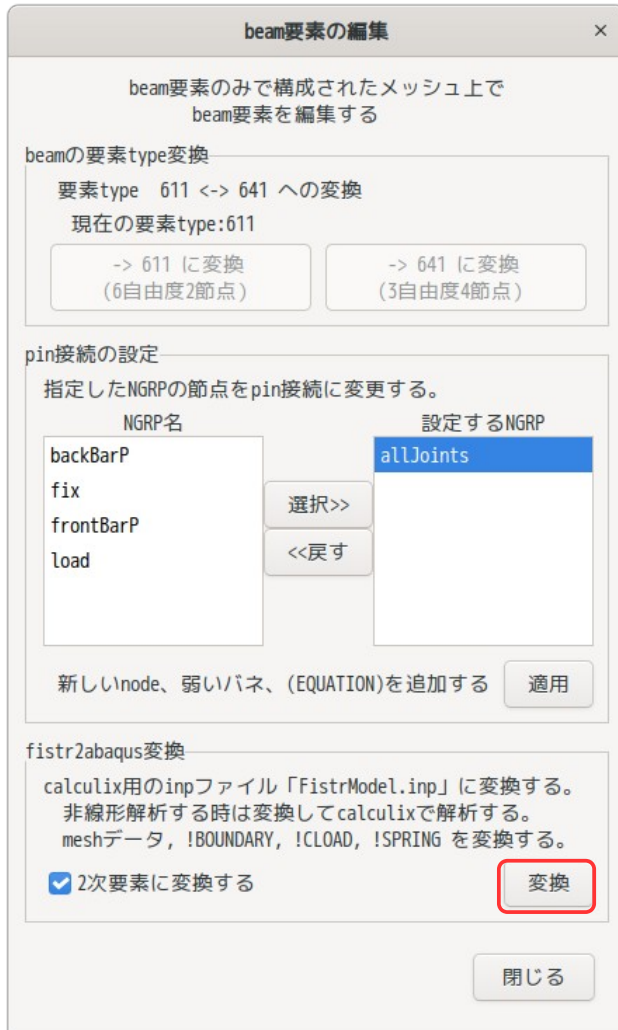 beam要素の編集 ×
beam要素のみで構成されたメッシュ上で
beam要素を編集する
beamの要素type変換
要素type 611 <-> 641 への変換
現在の要素type:611
-> 611 に変換
(6自由度2節点)
-> 641 に変換
(3自由度4節点)
pin接続の設定
指定したNGRPの節点をpin接続に変更する。
NGRP名
backBarP
fix
frontBarP
load
選択>>
<<戻す
設定するNGRP
allJoints
新しいnode、弱いバネ、(EQUATION)を追加する 適用
fistr2abaqus変換
calculix用のinpファイル「FistrModel.inp」に変換する。
非線形解析する時は変換してcalculixで解析する。
meshデータ, !BOUNDARY, !CLOAD, !SPRING を変換する。
2次要素に変換する 変換
閉じる